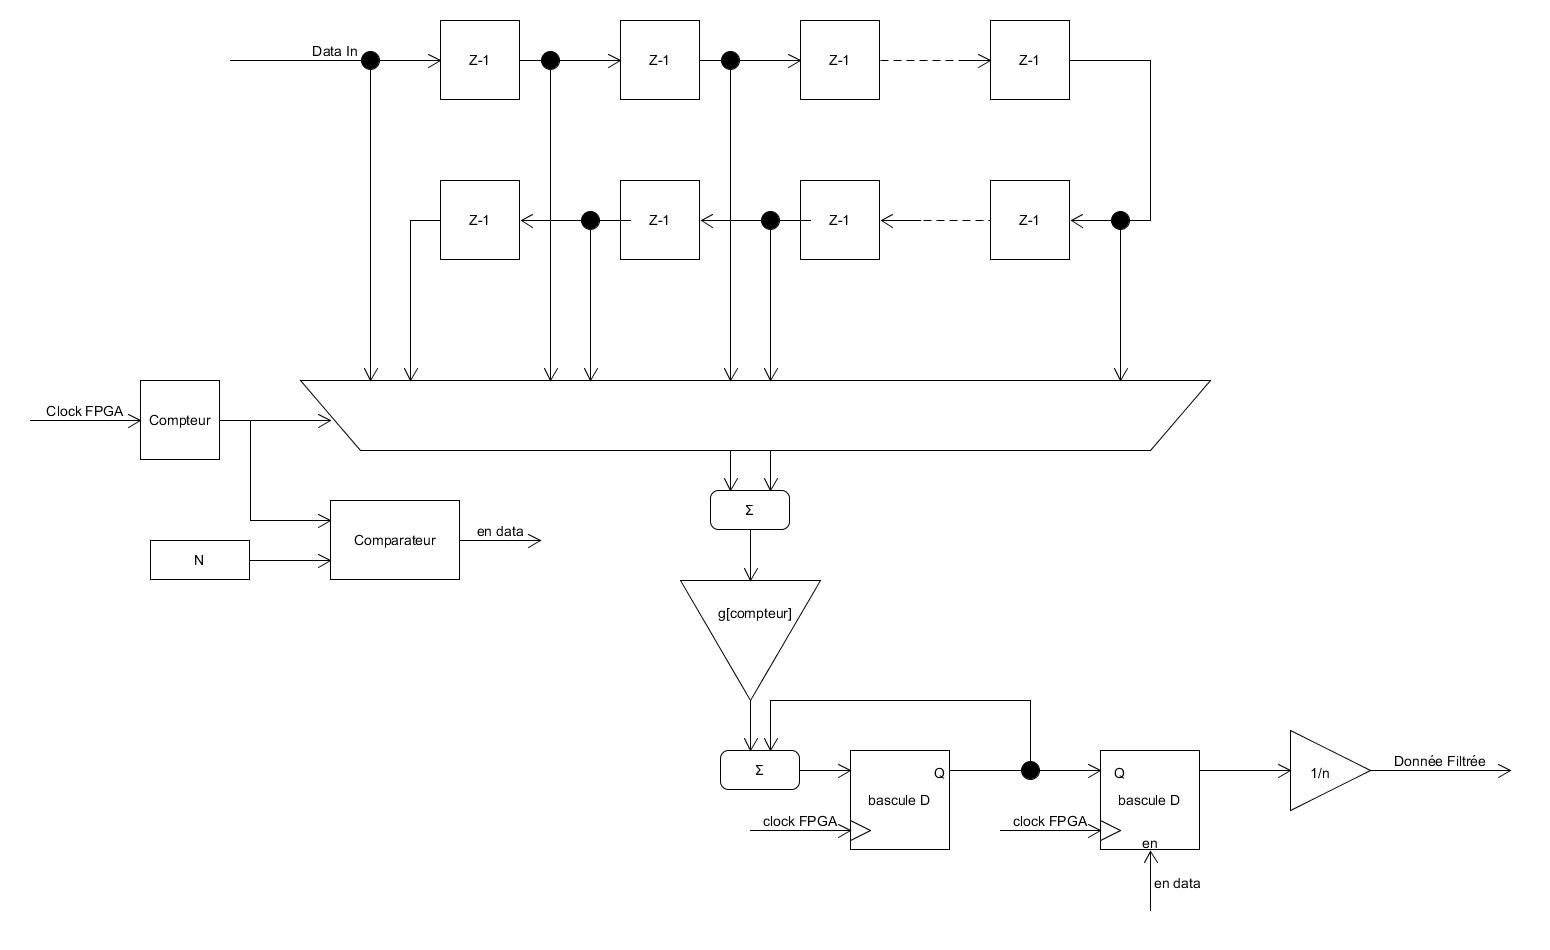 Data In
Z-1
Z-1
Z-1
Z-1
Z-1
Z-1
Z-1
Z-1
Clock FPGA
Compteur
Σ
en data
Comparateur
N
g[compteur]
Σ
Q
bascule D
clock FPGA
Q
bascule D
clock FPGA
en
en data
1/n
Donnée Filtrée